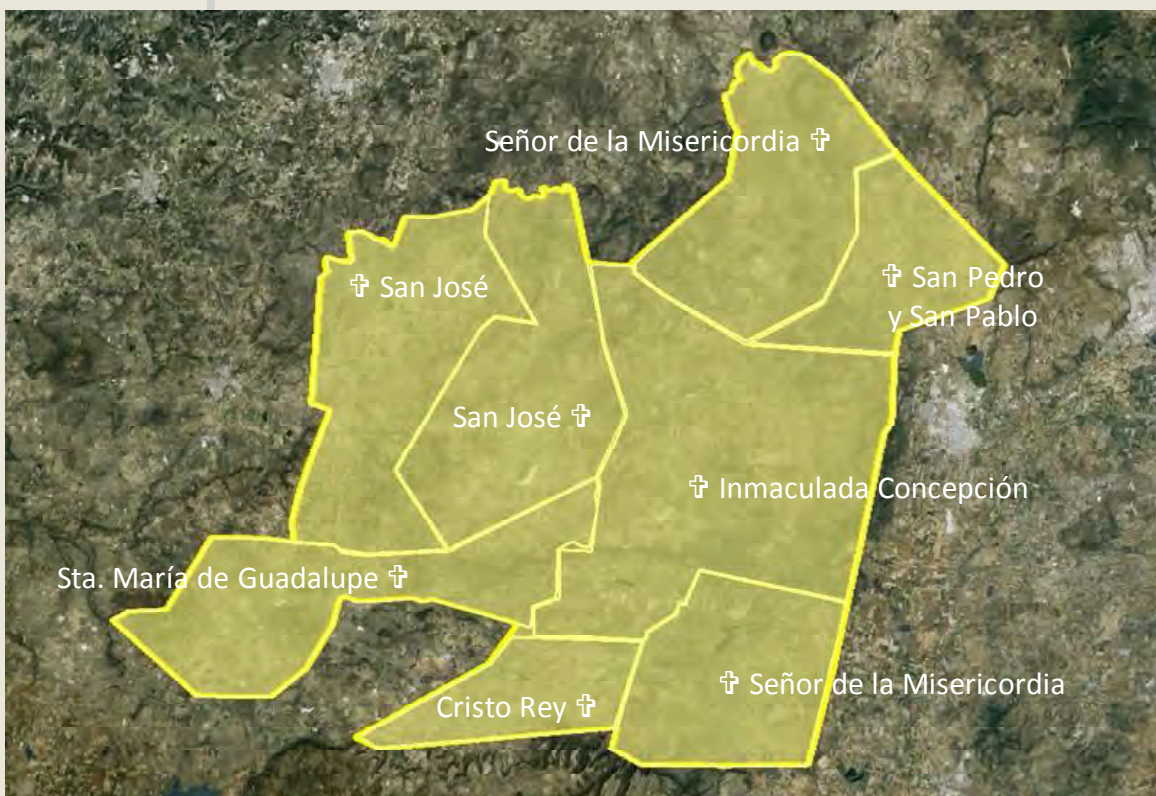 Señor de la Misericordia ✞
✞ San José
✞ San Pedro
y San Pablo
San José ✞
✞ Inmaculada Concepción
Sta. María de Guadalupe ✞
✞ Señor de la Misericordia
Cristo Rey ✞